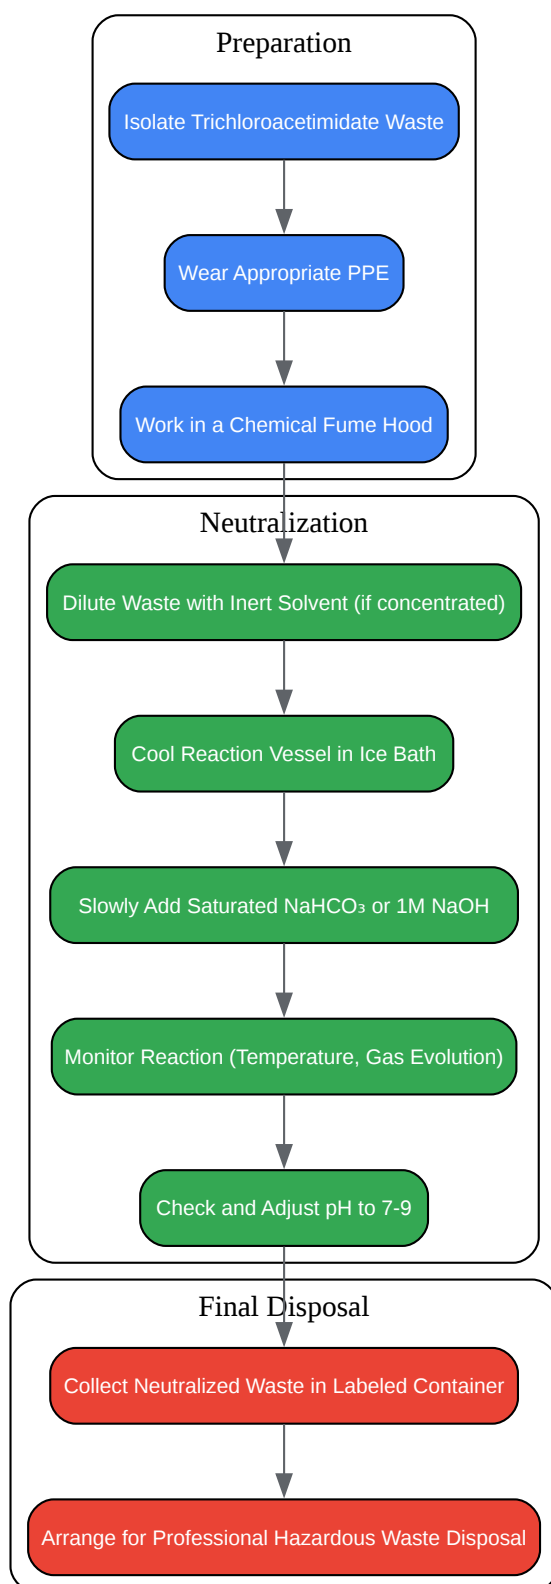 Preparation
Isolate Trichloroacetimidate Waste
Wear Appropriate PPE
Work in a Chemical Fume Hood
Neutralization
Dilute Waste with Inert Solvent (if concentrated)
Cool Reaction Vessel in Ice Bath
Slowly Add Saturated NaHCO₃ or 1M NaOH
Monitor Reaction (Temperature, Gas Evolution)
Check and Adjust pH to 7-9
Final Disposal
Collect Neutralized Waste in Labeled Container
Arrange for Professional Hazardous Waste Disposal